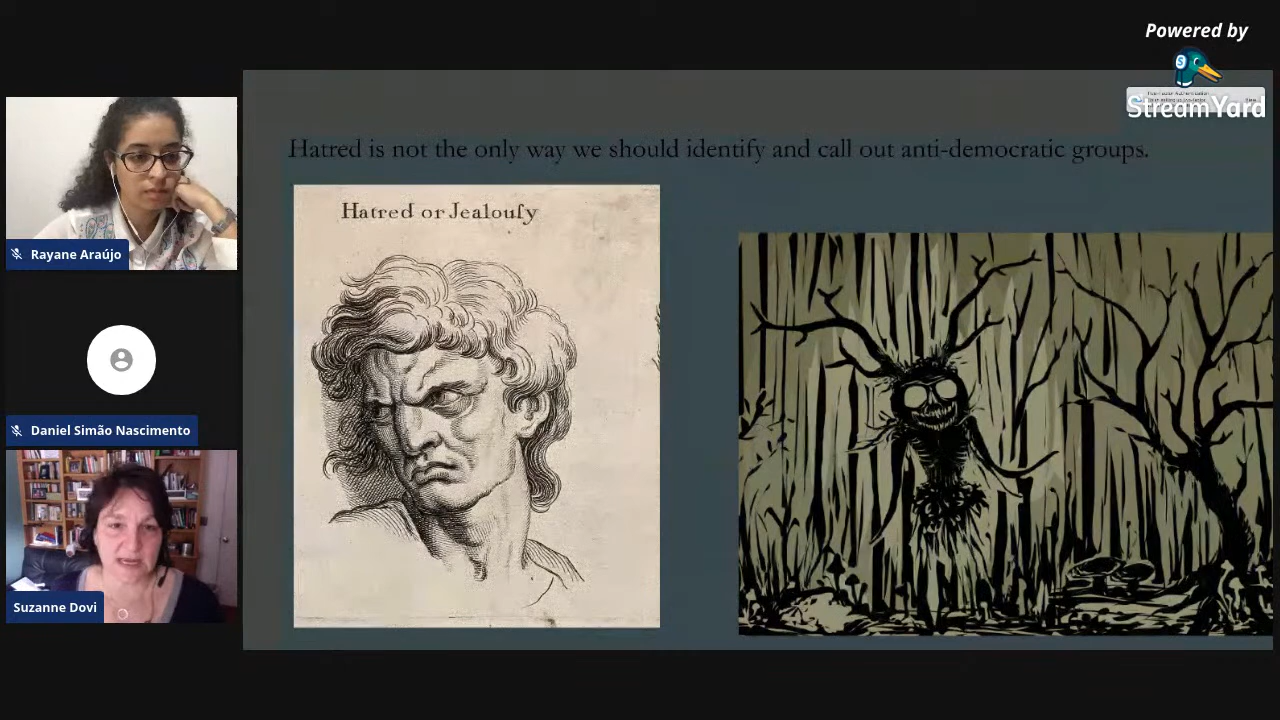 Powered by
StreamYard
Hatred is not the only way we should identify and call out anti-democratic groups.
Hatred or Jealouſy
Rayane Araújo
Daniel Simão Nascimento
Suzanne Dovi